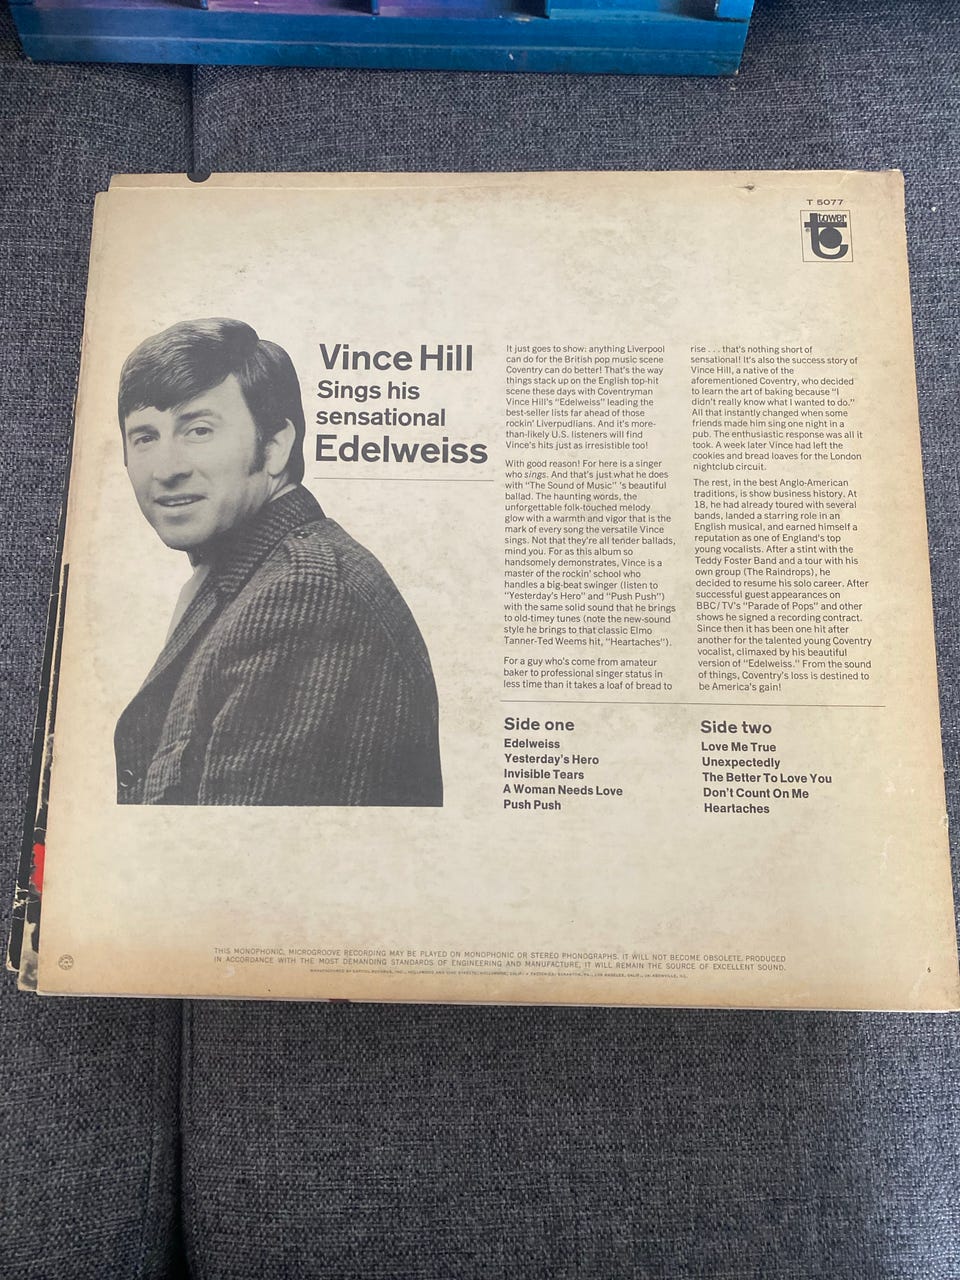 T 5077
tower
Vince Hill
Sings his
sensational
Edelweiss
It just goes to show: anything Liverpool
can do for the British pop music scene
Coventry can do better! That's the way
things stack up on the English top-hit
scene these days with Coventryman
Vince Hill's "Edelweiss" leading the
best-seller lists far ahead of those
rockin' Liverpudlians. And it's more-
than-likely U.S. listeners will find
Vince's hits just as irresistible too!
With good reason! For here is a singer
who sings. And that's just what he does
with "The Sound of Music" 's beautiful
ballad. The haunting words, the
unforgettable folk-touched melody
glow with a warmth and vigor that is the
mark of every song the versatile Vince
sings. Not that they're all tender ballads,
mind you. For as this album so
handsomely demonstrates, Vince is a
master of the rockin' school who
handles a big-beat swinger (listen to
"Yesterday's Hero" and "Push Push")
with the same solid sound that he brings
to old-timey tunes (note the new-sound
style he brings to that classic Elmo
Tanner-Ted Weems hit, "Heartaches").
For a guy who's come from amateur
baker to professional singer status in
less time than it takes a loaf of bread to
rise . . . that's nothing short of
sensational! It's also the success story of
Vince Hill, a native of the
aforementioned Coventry, who decided
to learn the art of baking because "I
didn't really know what I wanted to do."
All that instantly changed when some
friends made him sing one night in a
pub. The enthusiastic response was all it
took. A week later Vince had left the
cookies and bread loaves for the London
nightclub circuit.
The rest, in the best Anglo-American
traditions, is show business history. At
18, he had already toured with several
bands, landed a starring role in an
English musical, and earned himself a
reputation as one of England's top
young vocalists. After a stint with the
Teddy Foster Band and a tour with his
own group (The Raindrops), he
decided to resume his solo career. After
successful guest appearances on
BBC/TV's "Parade of Pops" and other
shows he signed a recording contract.
Since then it has been one hit after
another for the talented young Coventry
vocalist, climaxed by his beautiful
version of "Edelweiss." From the sound
of things, Coventry's loss is destined to
be America's gain!
Side one
Edelweiss
Yesterday's Hero
Invisible Tears
A Woman Needs Love
Push Push
Side two
Love Me True
Unexpectedly
The Better To Love You
Don't Count On Me
Heartaches
THIS MONOPHONIC, MICROGROOVE RECORDING MAY BE PLAYED ON MONOPHONIC OR STEREO PHONOGRAPHS. IT WILL NOT BECOME OBSOLETE. PRODUCED
IN ACCORDANCE WITH THE MOST DEMANDING STANDARDS OF ENGINEERING AND MANUFACTURE, IT WILL REMAIN THE SOURCE OF EXCELLENT SOUND.
MANUFACTURED BY CAPITOL RECORDS, INC., HOLLYWOOD AND VINE STREETS, HOLLYWOOD, CALIF. • FACTORIES: SCRANTON, PA., LOS ANGELES, CALIF., JACKSONVILLE, ILL.
6